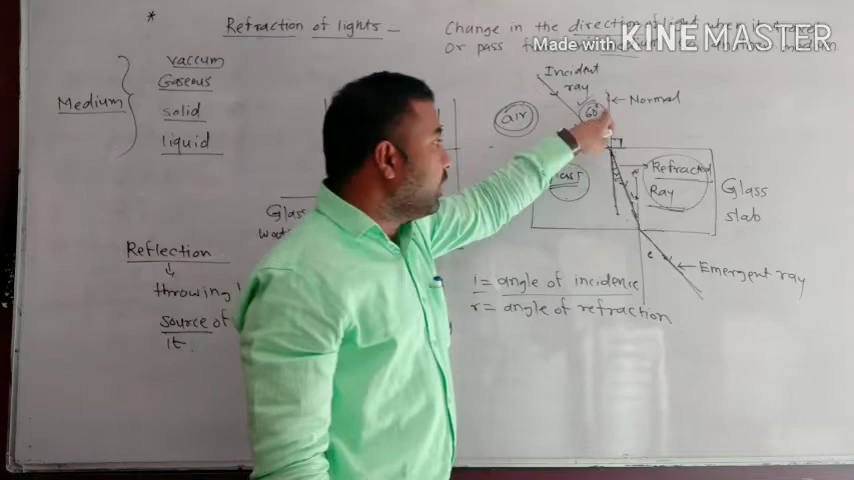 *
Refraction of lights -
Change in the direction of light when it travel
Or pass
Made with KINEMASTER
Medium
vaccum
Gaseous
solid
liquid
Incident
ray
Normal
air
60°
Refracted
Ray
Glass
slab
Glass
Reflection
throwing
source of
it.
e
Emergent ray
i = angle of incidence
r = angle of refraction